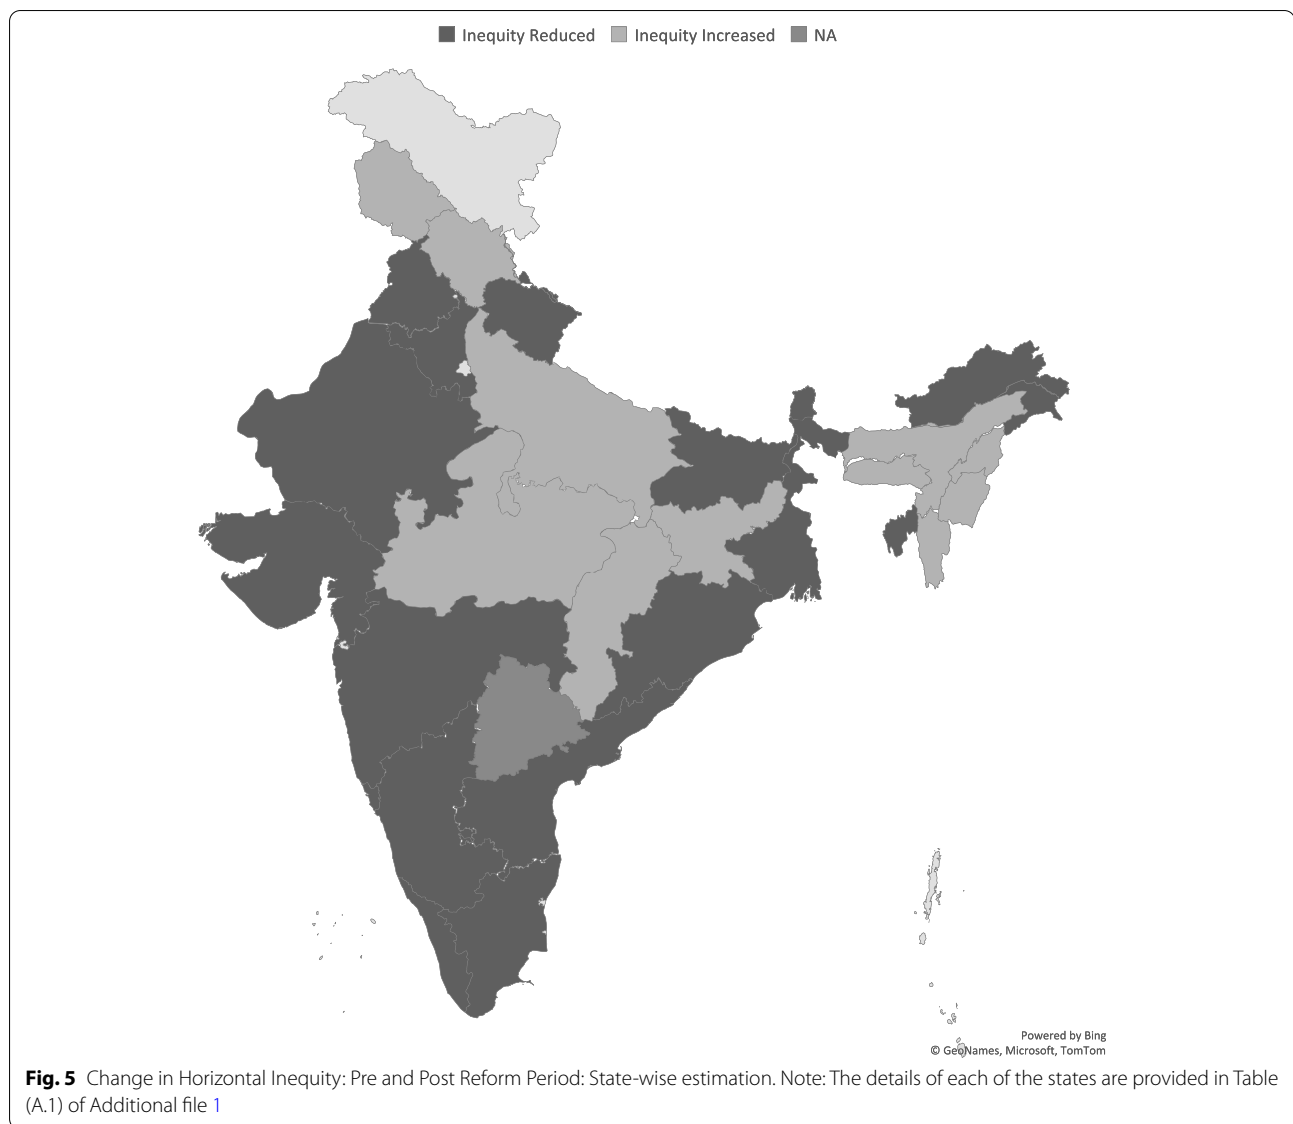 Inequity Reduced Inequity Increased NA
Powered by Bing
© GeoNames, Microsoft, TomTom
Fig. 5 Change in Horizontal Inequity: Pre and Post Reform Period: State-wise estimation. Note: The details of each of the states are provided in Table
(A.1) of Additional file 1